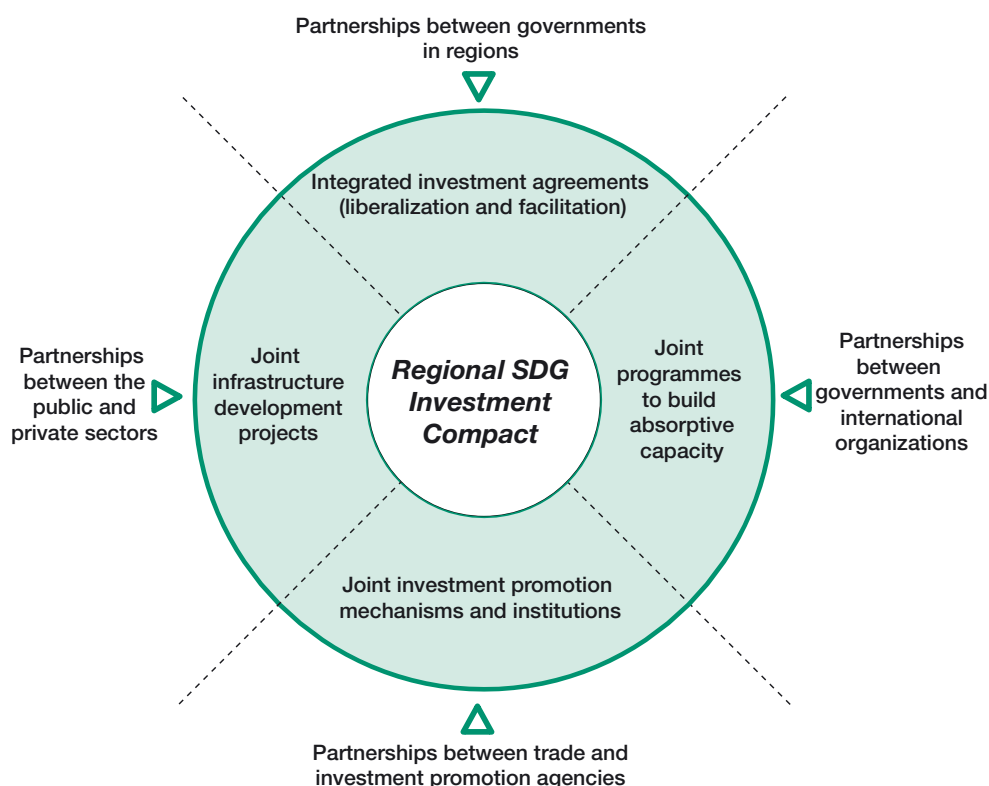 Partnerships between governments
in regions
Integrated investment agreements
(liberalization and facilitation)
Partnerships
between the
public and
private sectors
Joint
infrastructure
development
projects
Regional SDG
Investment
Compact
Joint
programmes
to build
absorptive
capacity
Partnerships
between
governments and
international
organizations
Joint investment promotion
mechanisms and institutions
Partnerships between trade and
investment promotion agencies